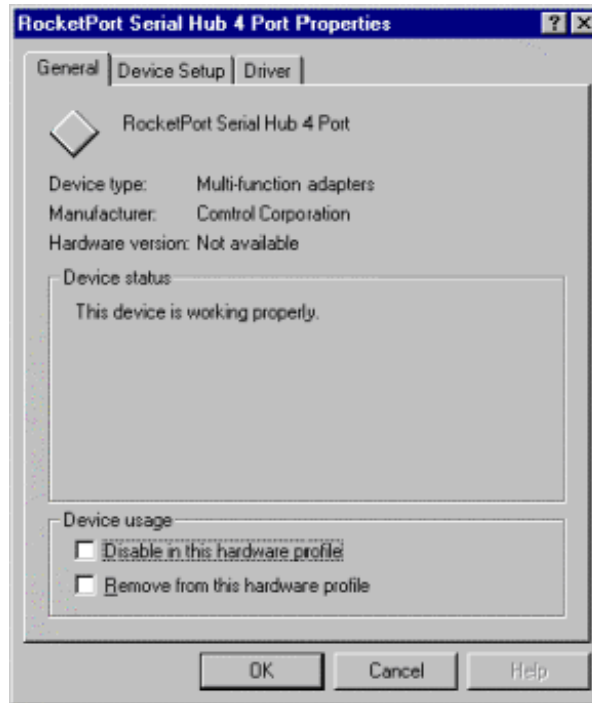 RocketPort Serial Hub 4 Port Properties
General Device Setup Driver
RocketPort Serial Hub 4 Port
Device type: Multi-function adapters
Manufacturer: Comtrol Corporation
Hardware version: Not available
Device status
This device is working properly.
Device usage
Disable in this hardware profile
Remove from this hardware profile
OK Cancel Help